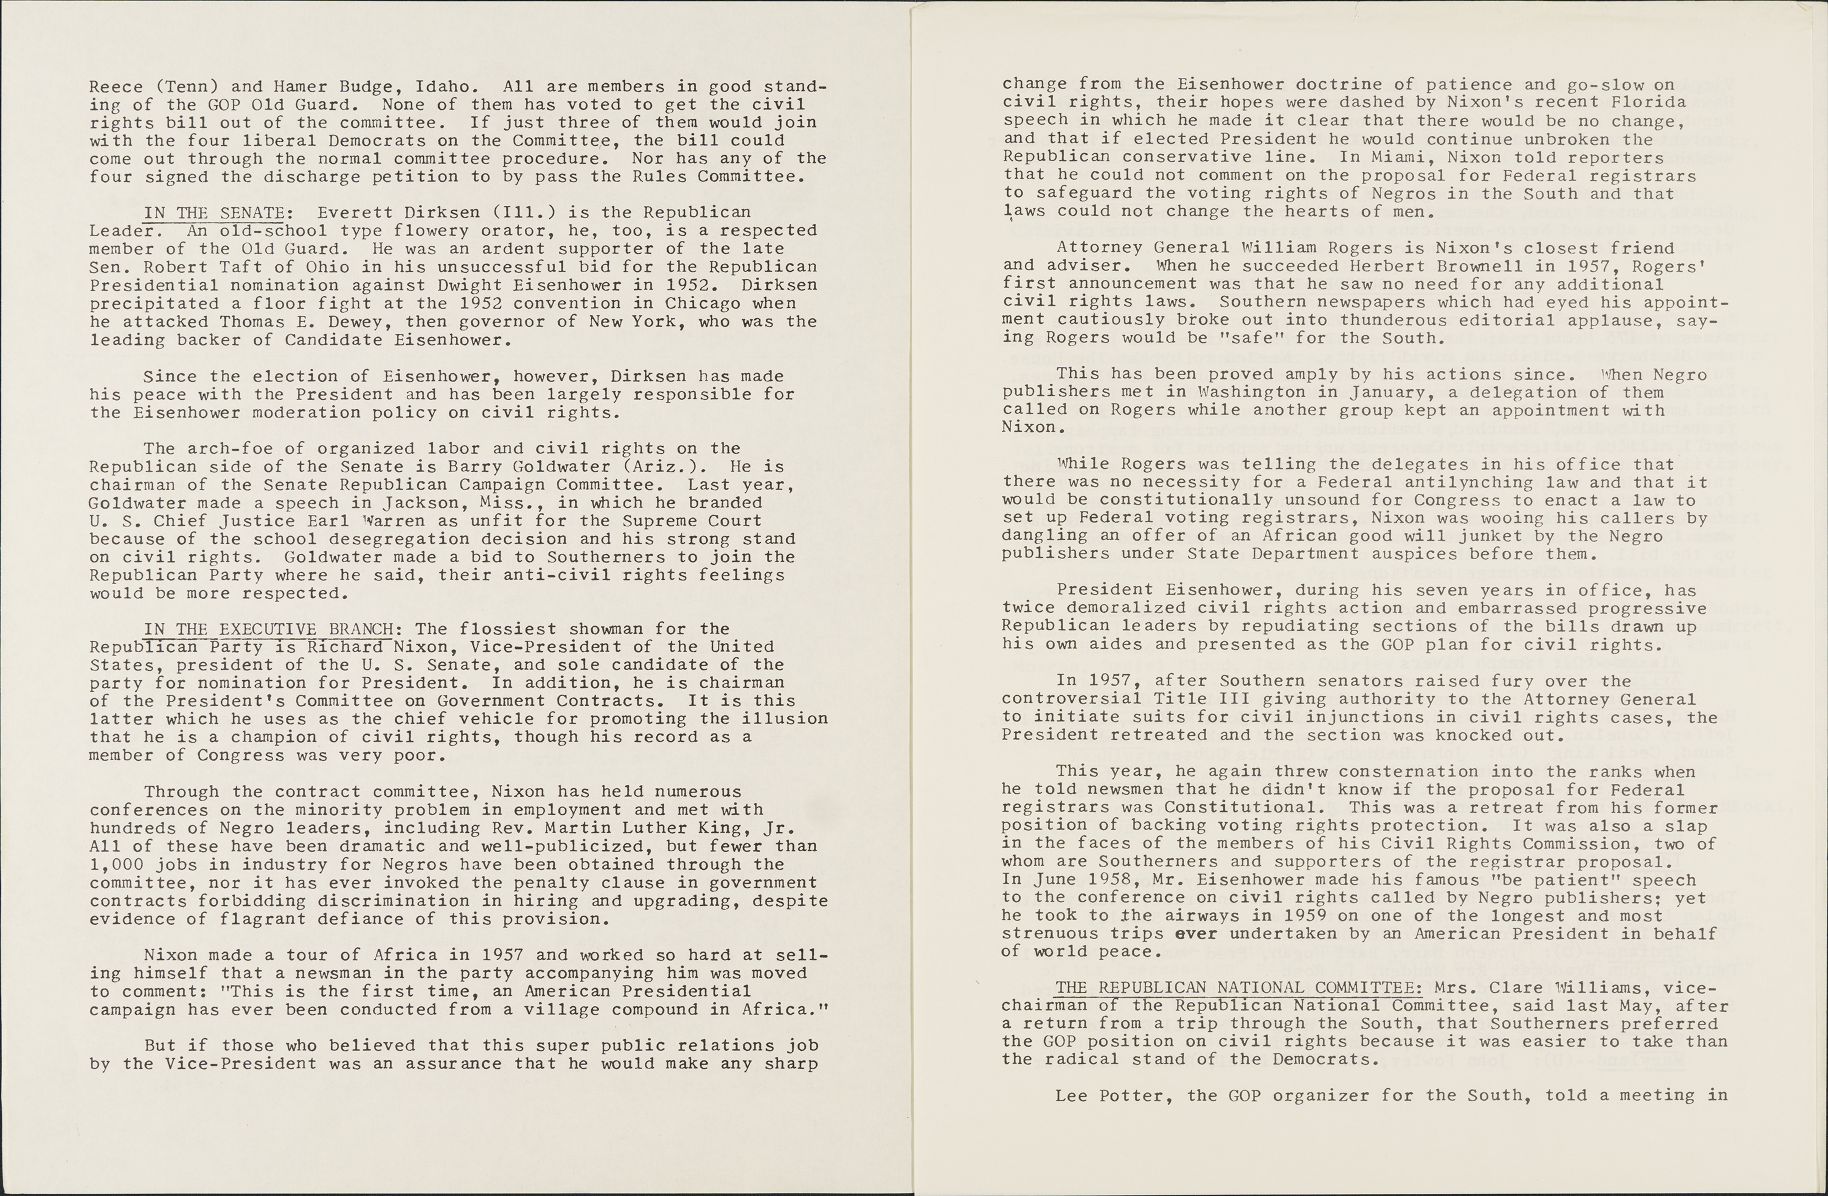 Reece (Tenn) and Hamer Budge, Idaho. All are members in good stand-
ing of the GOP Old Guard. None of them has voted to get the civil
rights bill out of the committee. If just three of them would join
with the four liberal Democrats on the Committee, the bill could
come out through the normal committee procedure. Nor has any of the
four signed the discharge petition to by pass the Rules Committee.
IN THE SENATE: Everett Dirksen (Ill.) is the Republican
Leader. An old-school type flowery orator, he, too, is a respected
member of the Old Guard. He was an ardent supporter of the late
Sen. Robert Taft of Ohio in his unsuccessful bid for the Republican
Presidential nomination against Dwight Eisenhower in 1952. Dirksen
precipitated a floor fight at the 1952 convention in Chicago when
he attacked Thomas E. Dewey, then governor of New York, who was the
leading backer of Candidate Eisenhower.
Since the election of Eisenhower, however, Dirksen has made
his peace with the President and has been largely responsible for
the Eisenhower moderation policy on civil rights.
The arch-foe of organized labor and civil rights on the
Republican side of the Senate is Barry Goldwater (Ariz.). He is
chairman of the Senate Republican Campaign Committee. Last year,
Goldwater made a speech in Jackson, Miss., in which he branded
U. S. Chief Justice Earl Warren as unfit for the Supreme Court
because of the school desegregation decision and his strong stand
on civil rights. Goldwater made a bid to Southerners to join the
Republican Party where he said, their anti-civil rights feelings
would be more respected.
IN THE EXECUTIVE BRANCH: The flossiest showman for the
Republican Party is Richard Nixon, Vice-President of the United
States, president of the U. S. Senate, and sole candidate of the
party for nomination for President. In addition, he is chairman
of the President's Committee on Government Contracts. It is this
latter which he uses as the chief vehicle for promoting the illusion
that he is a champion of civil rights, though his record as a
member of Congress was very poor.
Through the contract committee, Nixon has held numerous
conferences on the minority problem in employment and met with
hundreds of Negro leaders, including Rev. Martin Luther King, Jr.
All of these have been dramatic and well-publicized, but fewer than
1,000 jobs in industry for Negros have been obtained through the
committee, nor it has ever invoked the penalty clause in government
contracts forbidding discrimination in hiring and upgrading, despite
evidence of flagrant defiance of this provision.
Nixon made a tour of Africa in 1957 and worked so hard at sell-
ing himself that a newsman in the party accompanying him was moved
to comment: "This is the first time, an American Presidential
campaign has ever been conducted from a village compound in Africa."
But if those who believed that this super public relations job
by the Vice-President was an assurance that he would make any sharp
change from the Eisenhower doctrine of patience and go-slow on
civil rights, their hopes were dashed by Nixon's recent Florida
speech in which he made it clear that there would be no change,
and that if elected President he would continue unbroken the
Republican conservative line. In Miami, Nixon told reporters
that he could not comment on the proposal for Federal registrars
to safeguard the voting rights of Negros in the South and that
laws could not change the hearts of men.
Attorney General William Rogers is Nixon's closest friend
and adviser. When he succeeded Herbert Brownell in 1957, Rogers'
first announcement was that he saw no need for any additional
civil rights laws. Southern newspapers which had eyed his appoint-
ment cautiously broke out into thunderous editorial applause, say-
ing Rogers would be "safe" for the South.
This has been proved amply by his actions since. When Negro
publishers met in Washington in January, a delegation of them
called on Rogers while another group kept an appointment with
Nixon.
While Rogers was telling the delegates in his office that
there was no necessity for a Federal antilynching law and that it
would be constitutionally unsound for Congress to enact a law to
set up Federal voting registrars, Nixon was wooing his callers by
dangling an offer of an African good will junket by the Negro
publishers under State Department auspices before them.
President Eisenhower, during his seven years in office, has
twice demoralized civil rights action and embarrassed progressive
Republican leaders by repudiating sections of the bills drawn up
his own aides and presented as the GOP plan for civil rights.
In 1957, after Southern senators raised fury over the
controversial Title III giving authority to the Attorney General
to initiate suits for civil injunctions in civil rights cases, the
President retreated and the section was knocked out.
This year, he again threw consternation into the ranks when
he told newsmen that he didn't know if the proposal for Federal
registrars was Constitutional. This was a retreat from his former
position of backing voting rights protection. It was also a slap
in the faces of the members of his Civil Rights Commission, two of
whom are Southerners and supporters of the registrar proposal.
In June 1958, Mr. Eisenhower made his famous "be patient" speech
to the conference on civil rights called by Negro publishers; yet
he took to the airways in 1959 on one of the longest and most
strenuous trips ever undertaken by an American President in behalf
of world peace.
THE REPUBLICAN NATIONAL COMMITTEE: Mrs. Clare Williams, vice-
chairman of the Republican National Committee, said last May, after
a return from a trip through the South, that Southerners preferred
the GOP position on civil rights because it was easier to take than
the radical stand of the Democrats.
Lee Potter, the GOP organizer for the South, told a meeting in